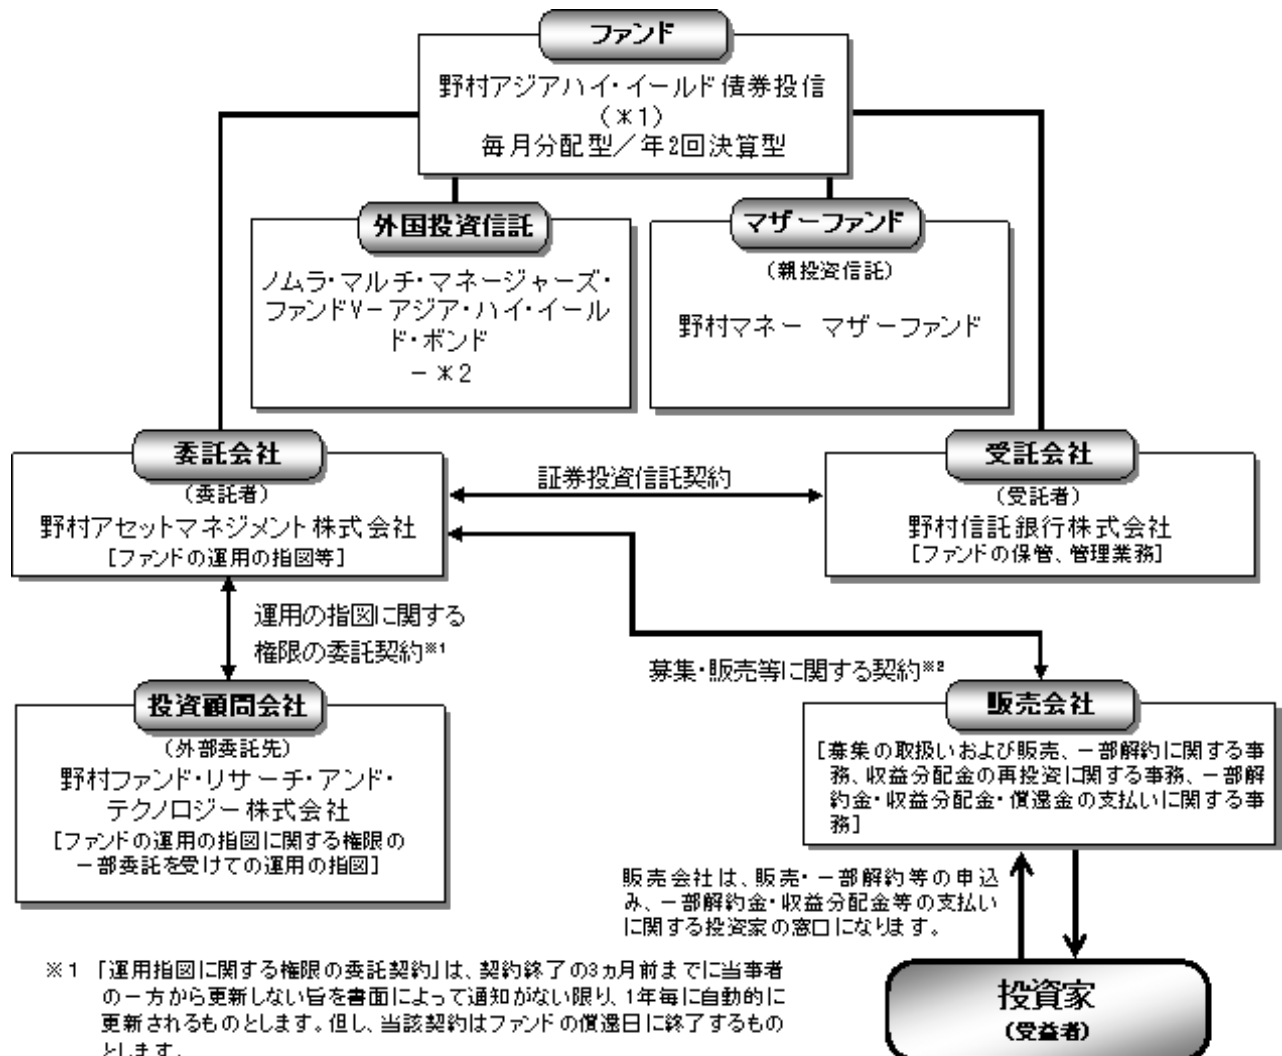 ファンド
野村アジアハイ・イールド債券投信
（＊1）
毎月分配型／年2回決算型
外国投資信託
ノムラ・マルチ・マネージャーズ・
ファンドⅤ－アジア・ハイ・イール
ド・ボンド
－＊2
マザーファンド
（親投資信託）
野村マネー マザーファンド
委託会社
（委託者）
野村アセットマネジメント株式会社
［ファンドの運用の指図等］
証券投資信託契約
受託会社
（受託者）
野村信託銀行株式会社
［ファンドの保管、管理業務］
運用の指図に関する
権限の委託契約※1
募集・販売等に関する契約※2
投資顧問会社
（外部委託先）
野村ファンド・リサーチ・アンド・
テクノロジー株式会社
［ファンドの運用の指図に関する権限の
一部委託を受けての運用の指図］
販売会社
［募集の取扱いおよび販売、一部解約に関する事
務、収益分配金の再投資に関する事務、一部解
約金・収益分配金・償還金の支払いに関する事
務］
販売会社は、販売・一部解約等の申込
み、一部解約金・収益分配金等の支払い
に関する投資家の窓口になります。
投資家
（受益者）
※1 「運用指図に関する権限の委託契約」は、契約終了の3ヵ月前までに当事者
の一方から更新しない旨を書面によって通知がない限り、1年毎に自動的に
更新されるものとします。但し、当該契約はファンドの償還日に終了するもの
とします。